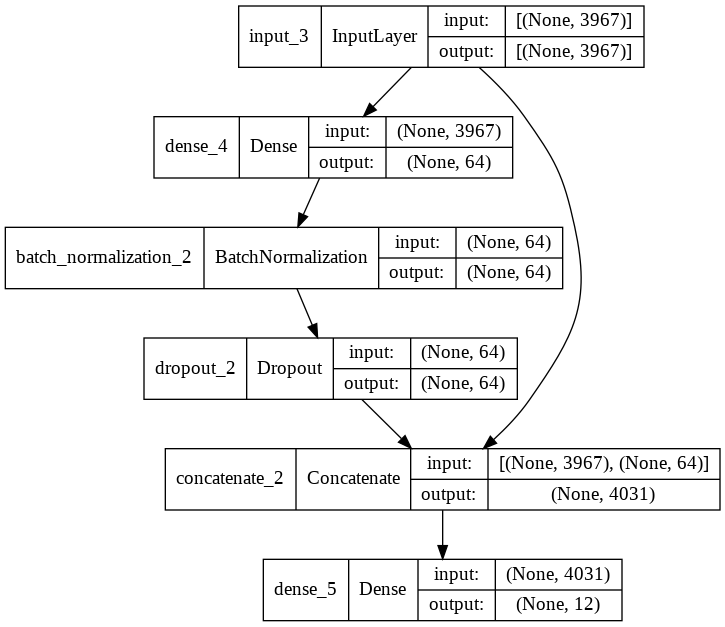 input_3 InputLayer input: [(None, 3967)]
output: [(None, 3967)]
dense_4 Dense input: (None, 3967)
output: (None, 64)
batch_normalization_2 BatchNormalization input: (None, 64)
output: (None, 64)
dropout_2 Dropout input: (None, 64)
output: (None, 64)
concatenate_2 Concatenate input: [(None, 3967), (None, 64)]
output: (None, 4031)
dense_5 Dense input: (None, 4031)
output: (None, 12)